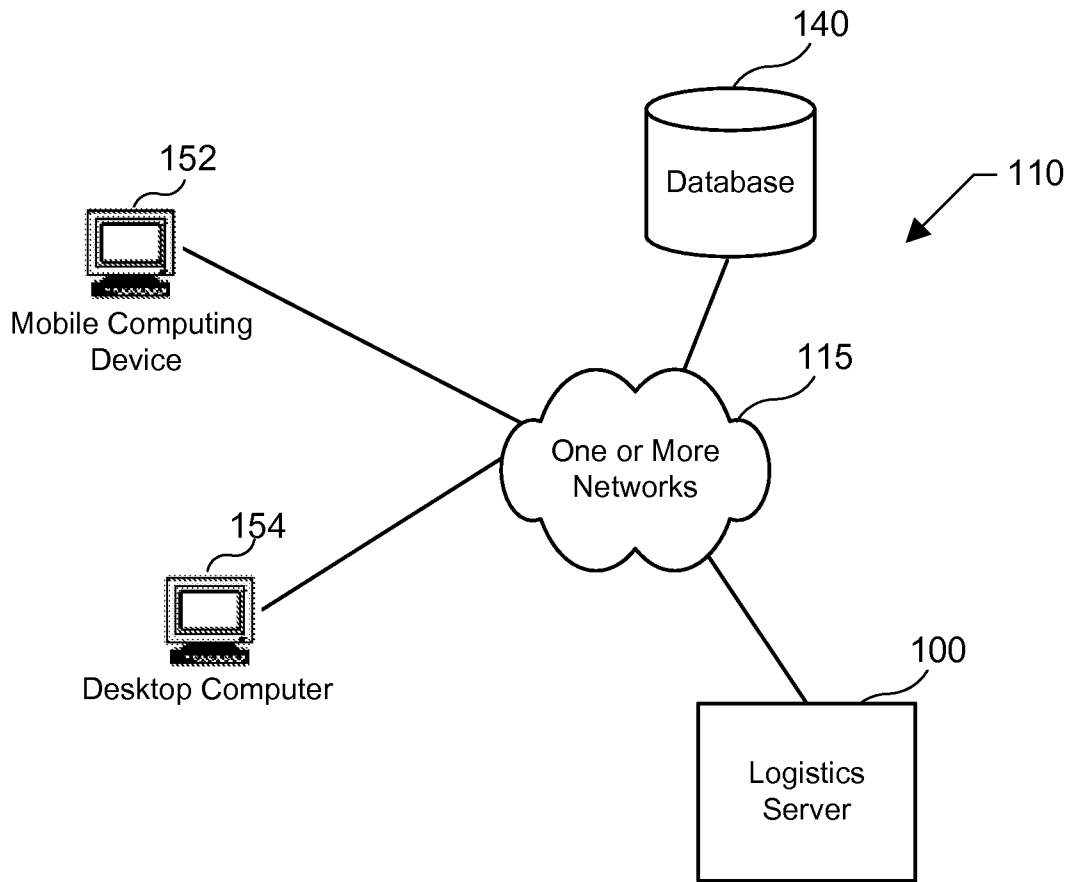 140
152
Database
110
Mobile Computing
Device
115
One or More
Networks
154
Desktop Computer
100
Logistics
Server